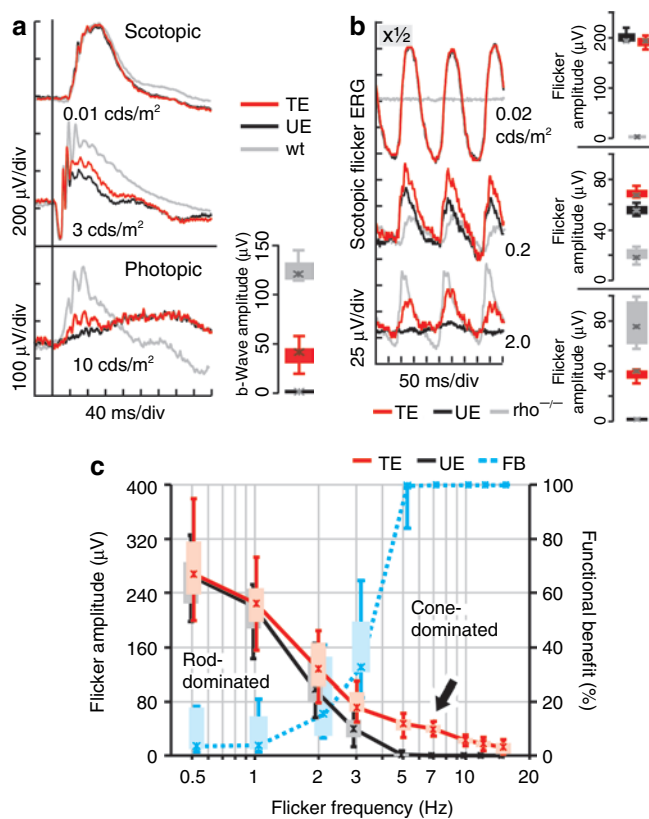 a
Scotopic
0.01 cds/m²
3 cds/m²
200 µV/div
TE
UE
wt
Photopic
10 cds/m²
100 µV/div
40 ms/div
b-Wave amplitude (µV)
150
100
50
0
b
x½
Scotopic flicker ERG
0.02
cds/m²
0.2
2.0
25 µV/div
50 ms/div
TE UE rho⁻/⁻
Flicker
amplitude (µV)
200
100
0
Flicker
amplitude (µV)
80
40
0
Flicker
amplitude (µV)
80
40
0
c
TE UE FB
Flicker amplitude (µV)
400
320
240
160
80
0
Rod-
dominated
Cone-
dominated
100
80
60
40
20
0
Functional benefit (%)
0.5 1 2 3 5 7 10 20
Flicker frequency (Hz)